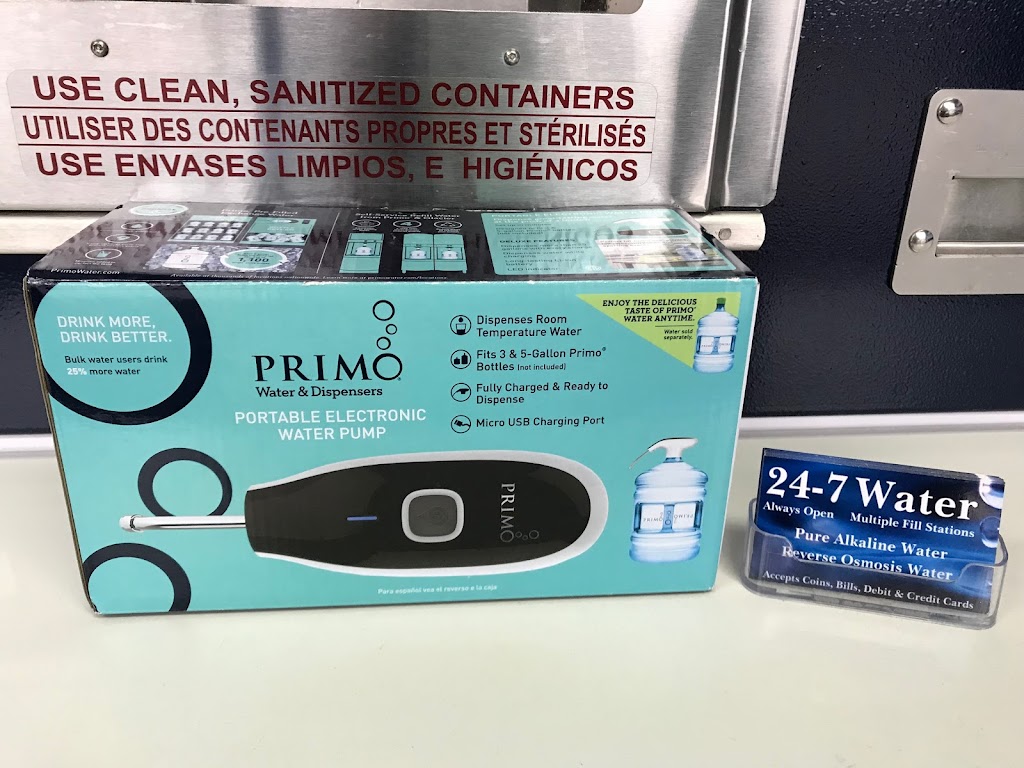 USE CLEAN, SANITIZED CONTAINERS
UTILISER DES CONTENANTS PROPRES ET STÉRILISÉS
USE ENVASES LIMPIOS, E HIGIÉNICOS
PrimoWater.com
1,100
DRINK MORE,
DRINK BETTER.
Bulk water users drink
25% more water
PRIMO
Water & Dispensers
PORTABLE ELECTRONIC
WATER PUMP
Dispenses Room
Temperature Water
Fits 3 & 5-Gallon Primo®
Bottles (not included)
Fully Charged & Ready to
Dispense
Micro USB Charging Port
ENJOY THE DELICIOUS
TASTE OF PRIMO®
WATER ANYTIME.
Water sold
separately.
PRIMO
PRIMO
Para español vea el reverso e la caja
24-7 Water
Always Open Multiple Fill Stations
Pure Alkaline Water
Reverse Osmosis Water
Accepts Coins, Bills, Debit & Credit Cards